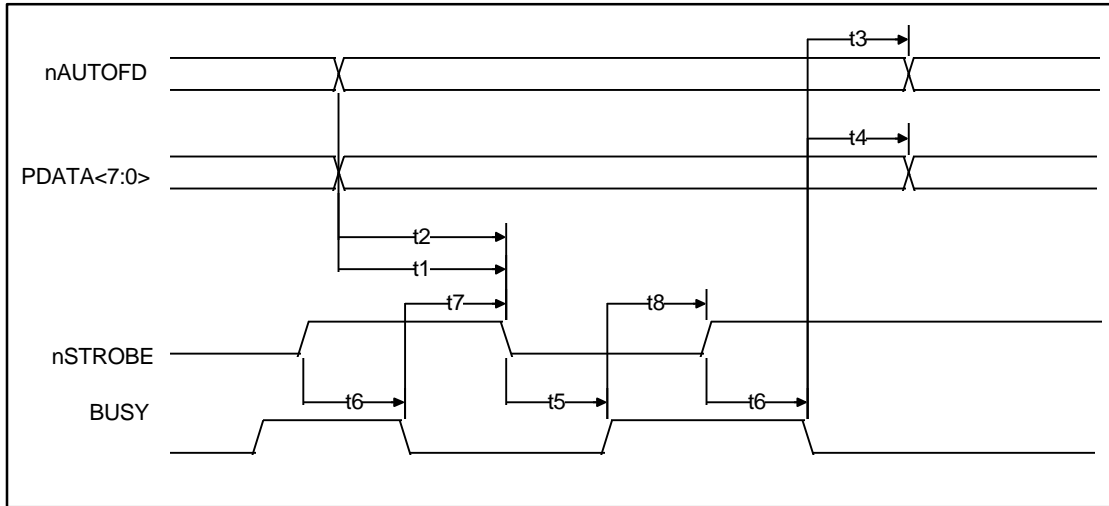 t3
nAUTOFD
t4
PDATA<7:0>
t2
t1
t7
t8
nSTROBE
t6
t5
t6
BUSY